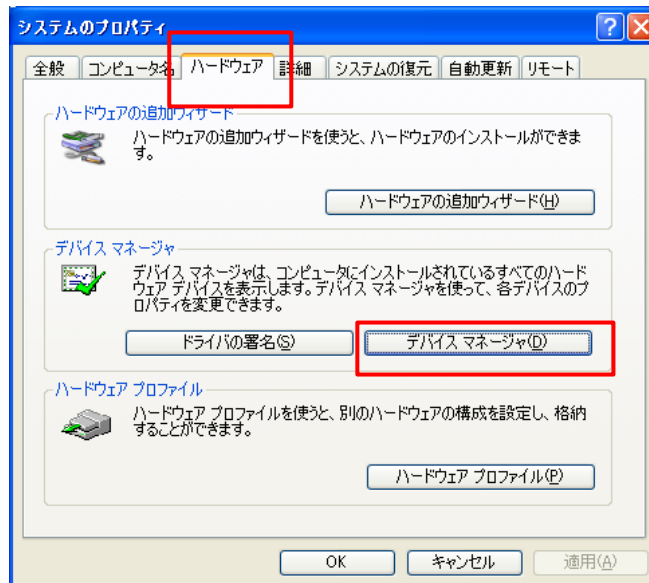 システムのプロパティ
全般 コンピュータ名 ハードウェア 詳細 システムの復元 自動更新 リモート
ハードウェアの追加ウィザード
ハードウェアの追加ウィザードを使うと、ハードウェアのインストールができま
す。
ハードウェアの追加ウィザード(H)
デバイス マネージャ
デバイス マネージャは、コンピュータにインストールされているすべてのハード
ウェア デバイスを表示します。デバイス マネージャを使って、各デバイスのプ
ロパティを変更できます。
ドライバの署名(S) デバイス マネージャ(D)
ハードウェア プロファイル
ハードウェア プロファイルを使うと、別のハードウェアの構成を設定し、格納
することができます。
ハードウェア プロファイル(P)
OK キャンセル 適用(A)